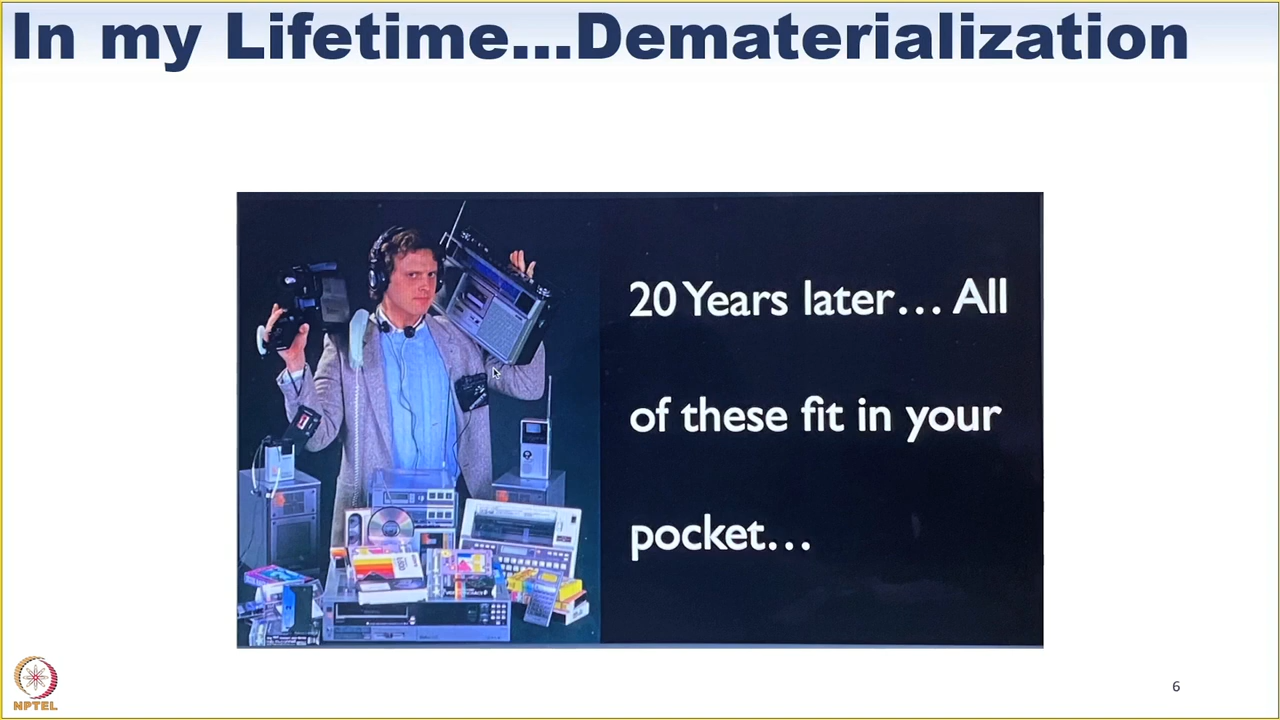 In my Lifetime...Dematerialization
20 Years later... All
of these fit in your
pocket...
NPTEL
6